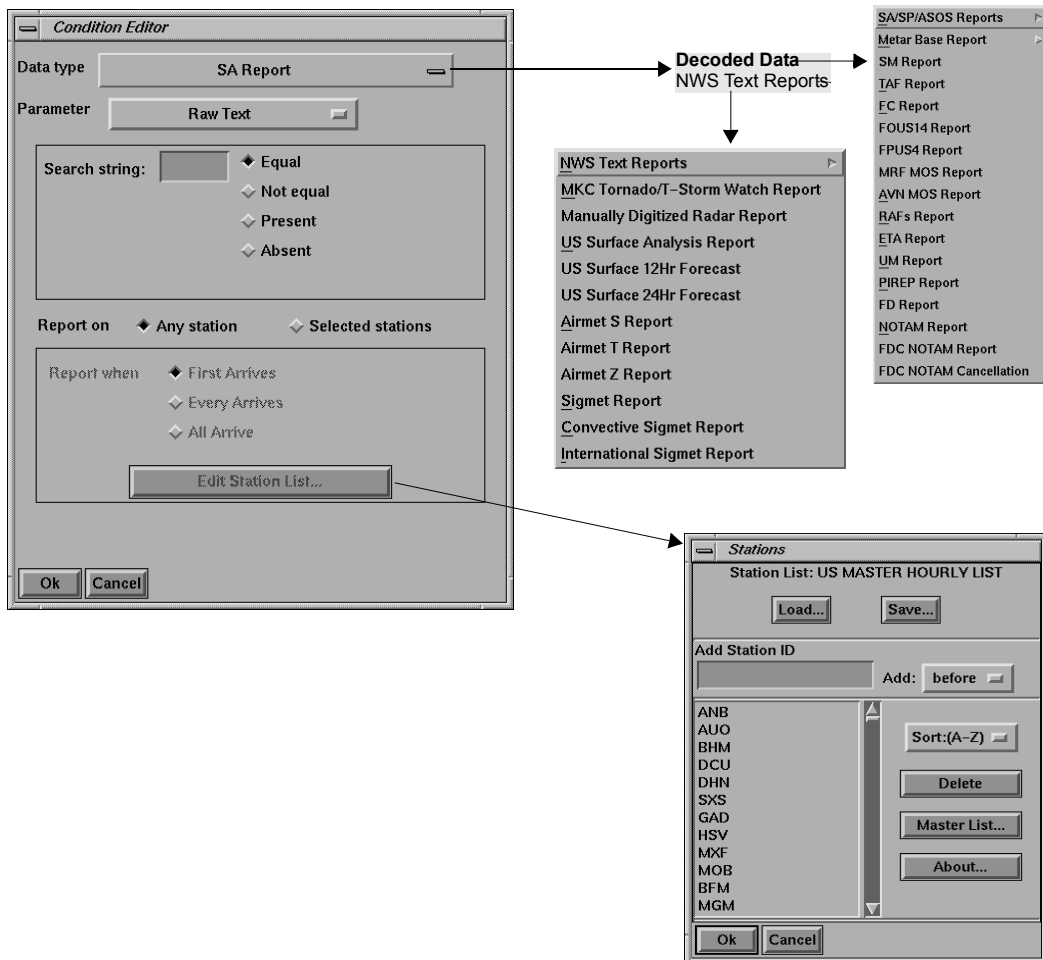 Condition Editor
Data type SA Report
Parameter Raw Text
Search string: Equal
Not equal
Present
Absent
Report on Any station Selected stations
Report when First Arrives
Every Arrives
All Arrive
Edit Station List...
Ok Cancel
Decoded Data
NWS Text Reports
NWS Text Reports
MKC Tornado/T-Storm Watch Report
Manually Digitized Radar Report
US Surface Analysis Report
US Surface 12Hr Forecast
US Surface 24Hr Forecast
Airmet S Report
Airmet T Report
Airmet Z Report
Sigmet Report
Convective Sigmet Report
International Sigmet Report
SA/SP/ASOS Reports
Metar Base Report
SM Report
TAF Report
FC Report
FOUS14 Report
FPUS4 Report
MRF MOS Report
AVN MOS Report
RAFs Report
ETA Report
UM Report
PIREP Report
FD Report
NOTAM Report
FDC NOTAM Report
FDC NOTAM Cancellation
Stations
Station List: US MASTER HOURLY LIST
Load... Save...
Add Station ID
Add: before
ANB
AUO
BHM
DCU
DHN
SXS
GAD
HSV
MXF
MOB
BFM
MGM
Sort:(A-Z)
Delete
Master List...
About...
Ok Cancel